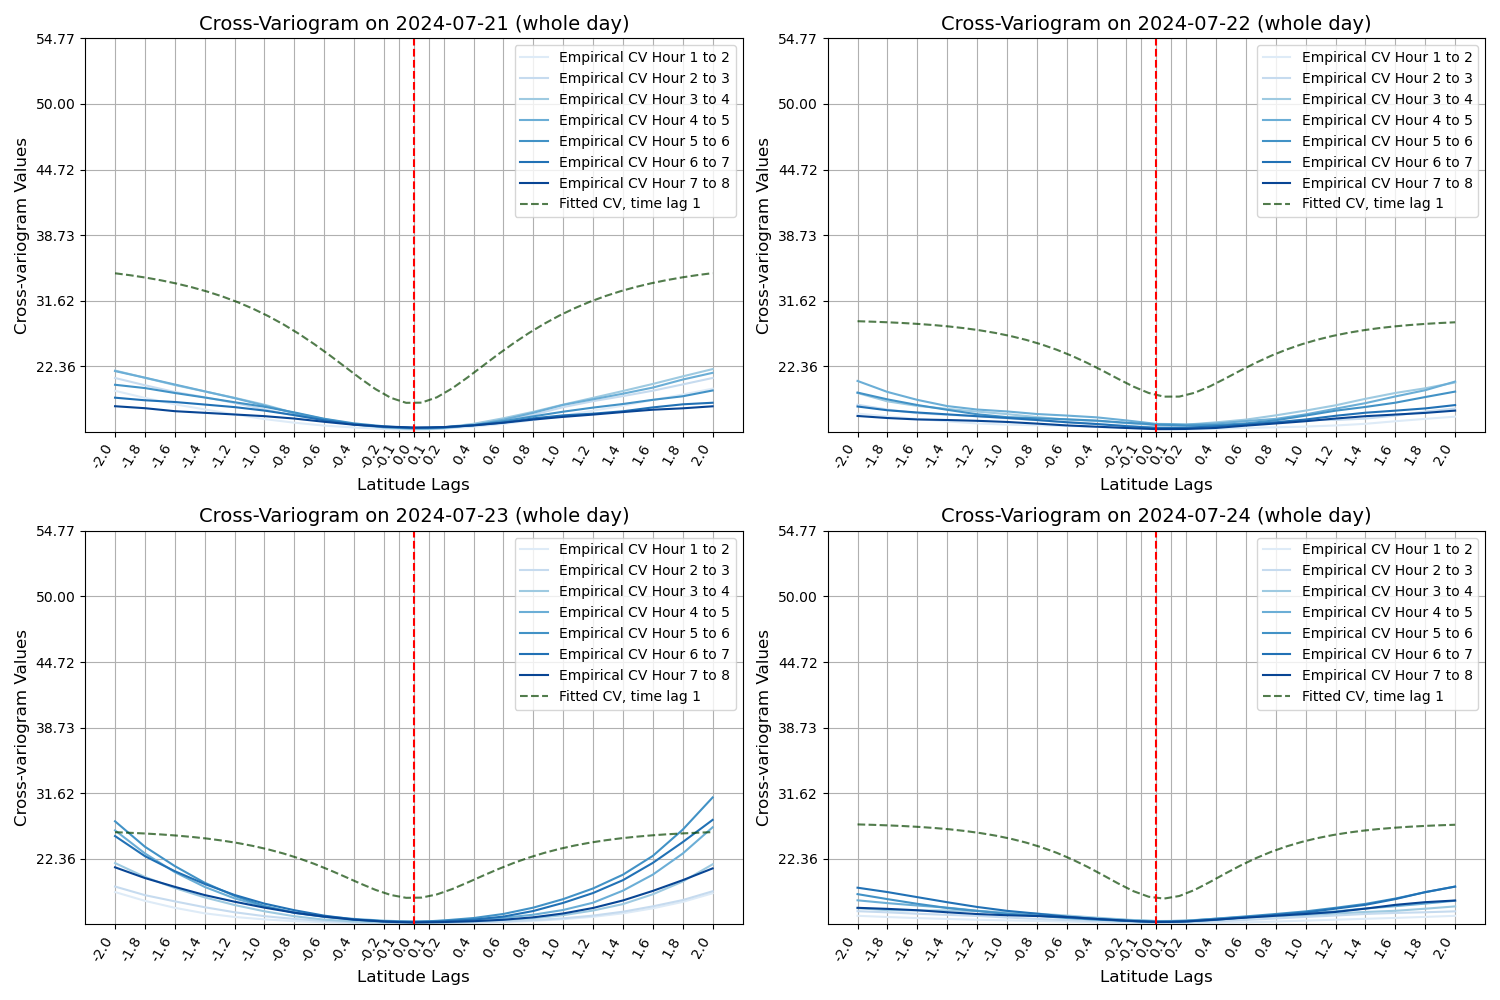 Cross-Variogram on 2024-07-21 (whole day)
Cross-variogram Values
54.77
50.00
44.72
38.73
31.62
22.36
Empirical CV Hour 1 to 2
Empirical CV Hour 2 to 3
Empirical CV Hour 3 to 4
Empirical CV Hour 4 to 5
Empirical CV Hour 5 to 6
Empirical CV Hour 6 to 7
Empirical CV Hour 7 to 8
Fitted CV, time lag 1
-2.0 -1.8 -1.6 -1.4 -1.2 -1.0 -0.8 -0.6 -0.4 -0.2 -0.1 0.0 0.1 0.2 0.4 0.6 0.8 1.0 1.2 1.4 1.6 1.8 2.0
Latitude Lags
Cross-Variogram on 2024-07-22 (whole day)
Cross-variogram Values
54.77
50.00
44.72
38.73
31.62
22.36
Empirical CV Hour 1 to 2
Empirical CV Hour 2 to 3
Empirical CV Hour 3 to 4
Empirical CV Hour 4 to 5
Empirical CV Hour 5 to 6
Empirical CV Hour 6 to 7
Empirical CV Hour 7 to 8
Fitted CV, time lag 1
-2.0 -1.8 -1.6 -1.4 -1.2 -1.0 -0.8 -0.6 -0.4 -0.2 -0.1 0.0 0.1 0.2 0.4 0.6 0.8 1.0 1.2 1.4 1.6 1.8 2.0
Latitude Lags
Cross-Variogram on 2024-07-23 (whole day)
Cross-variogram Values
54.77
50.00
44.72
38.73
31.62
22.36
Empirical CV Hour 1 to 2
Empirical CV Hour 2 to 3
Empirical CV Hour 3 to 4
Empirical CV Hour 4 to 5
Empirical CV Hour 5 to 6
Empirical CV Hour 6 to 7
Empirical CV Hour 7 to 8
Fitted CV, time lag 1
-2.0 -1.8 -1.6 -1.4 -1.2 -1.0 -0.8 -0.6 -0.4 -0.2 -0.1 0.0 0.1 0.2 0.4 0.6 0.8 1.0 1.2 1.4 1.6 1.8 2.0
Latitude Lags
Cross-Variogram on 2024-07-24 (whole day)
Cross-variogram Values
54.77
50.00
44.72
38.73
31.62
22.36
Empirical CV Hour 1 to 2
Empirical CV Hour 2 to 3
Empirical CV Hour 3 to 4
Empirical CV Hour 4 to 5
Empirical CV Hour 5 to 6
Empirical CV Hour 6 to 7
Empirical CV Hour 7 to 8
Fitted CV, time lag 1
-2.0 -1.8 -1.6 -1.4 -1.2 -1.0 -0.8 -0.6 -0.4 -0.2 -0.1 0.0 0.1 0.2 0.4 0.6 0.8 1.0 1.2 1.4 1.6 1.8 2.0
Latitude Lags